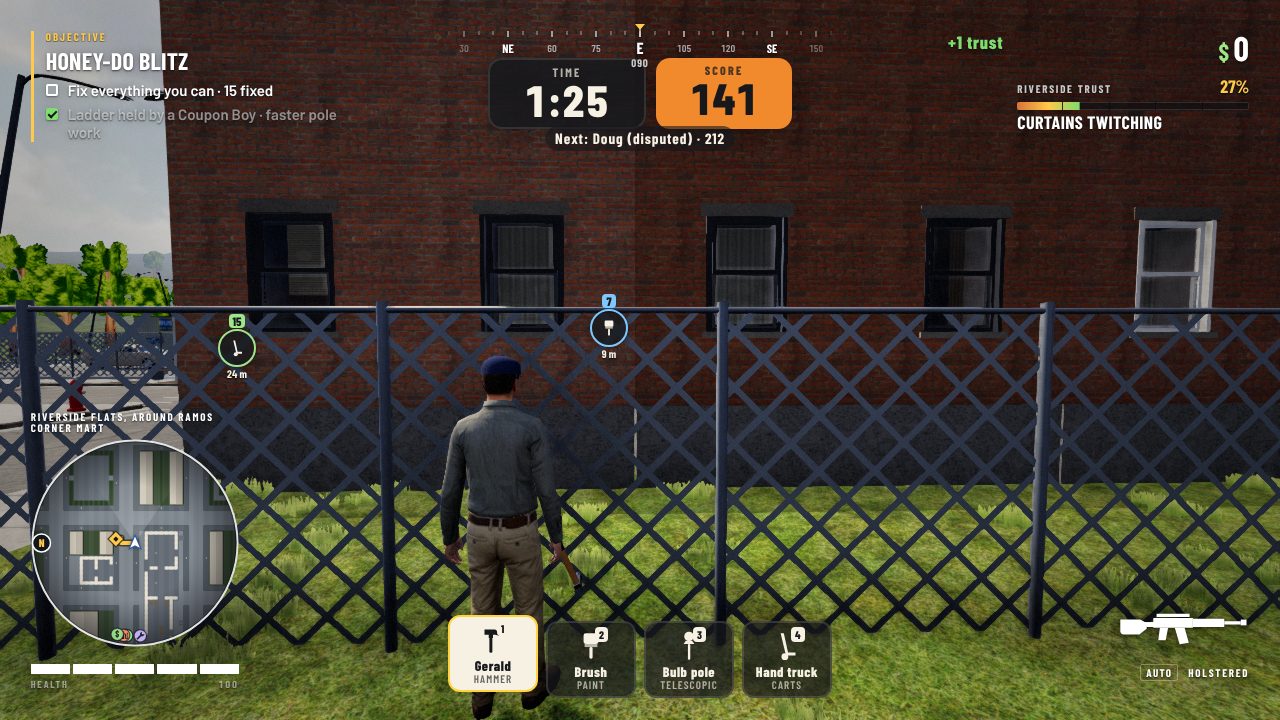 OBJECTIVE
HONEY-DO BLITZ
Fix everything you can · 15 fixed
Ladder held by a Coupon Boy · faster pole
work
30 NE 60 75 E 105 120 SE 150
090
TIME
1:25
SCORE
141
Next: Doug (disputed) · 212
+1 trust
$ 0
RIVERSIDE TRUST 27%
CURTAINS TWITCHING
15
24 m
7
9 m
RIVERSIDE FLATS, AROUND RAMOS
CORNER MART
N
HEALTH 100
1
Gerald
HAMMER
2
Brush
PAINT
3
Bulb pole
TELESCOPIC
4
Hand truck
CARTS
AUTO HOLSTERED